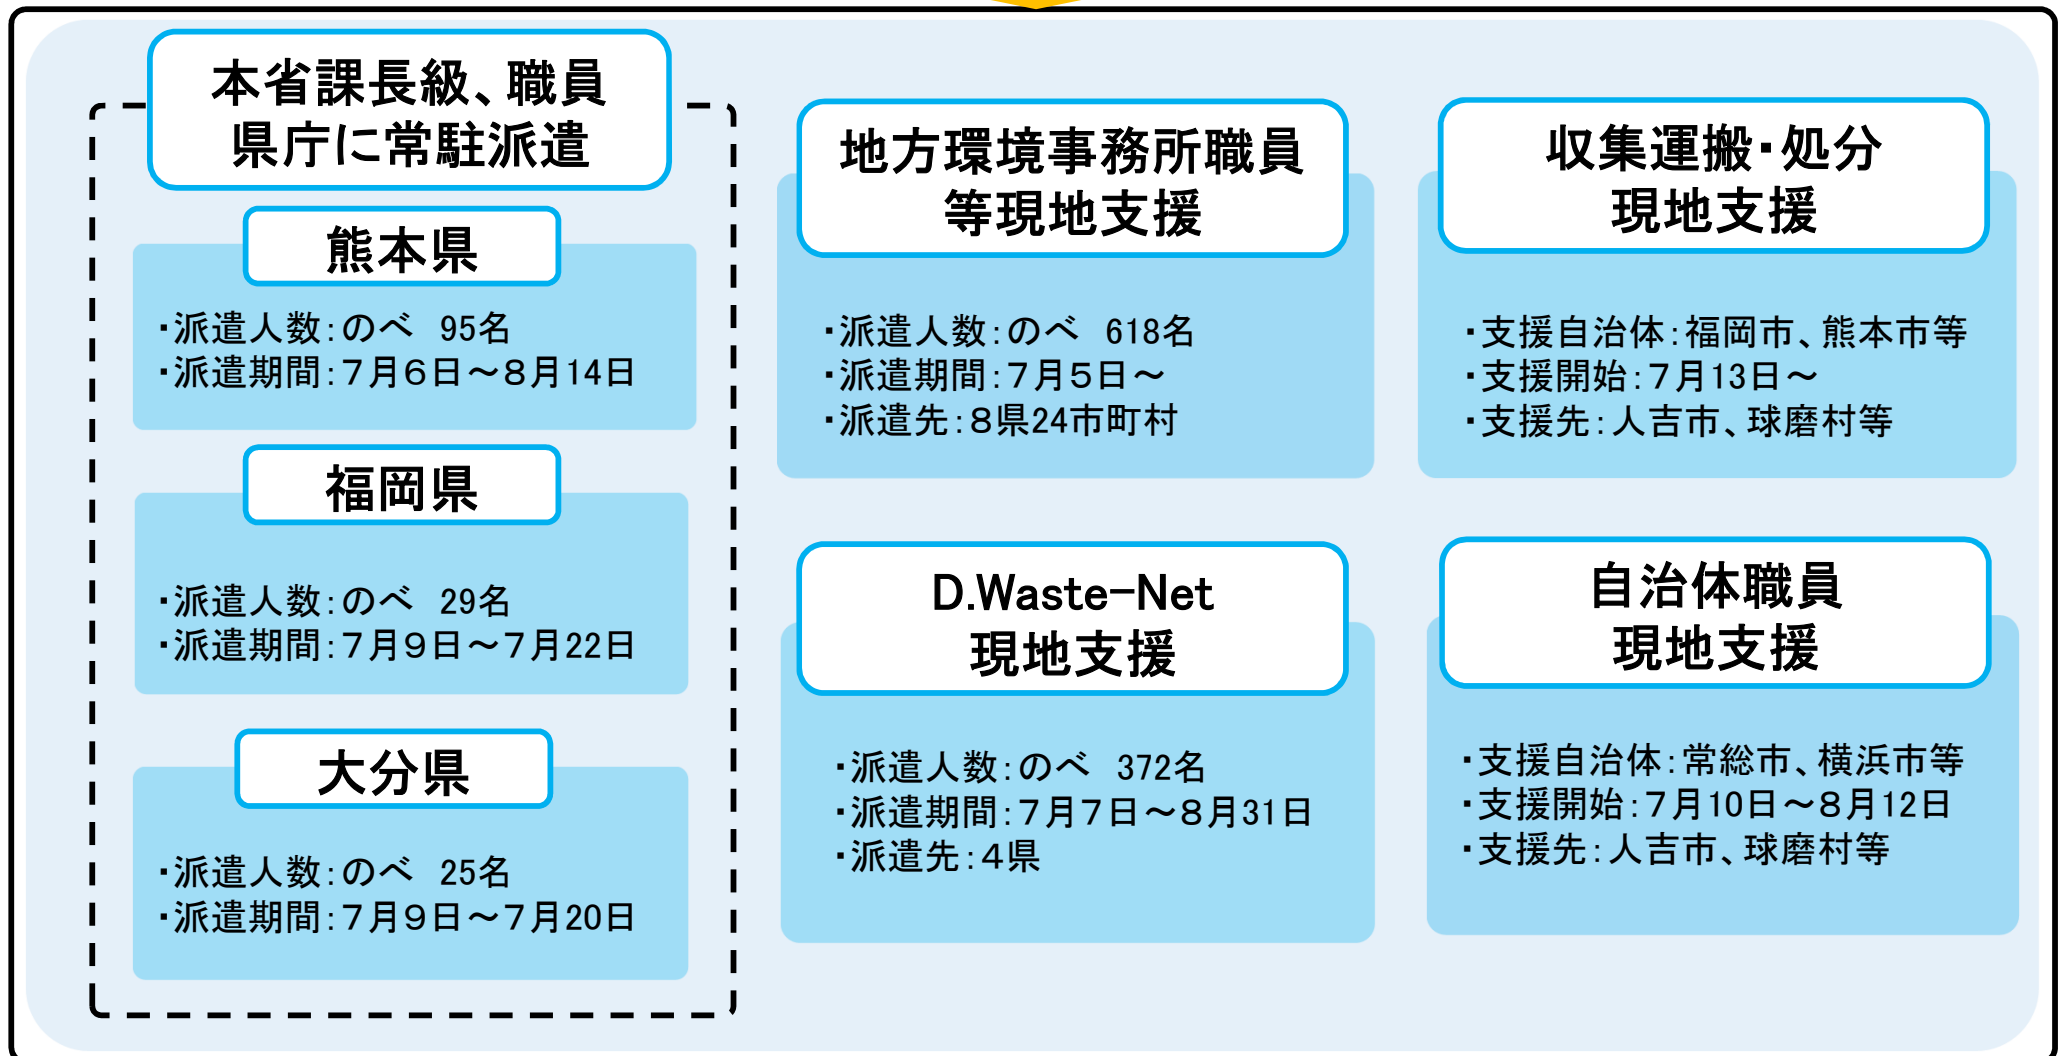 本省課長級、職員
県庁に常駐派遣
熊本県
・派遣人数：のべ　95名
・派遣期間：７月６日～８月14日
福岡県
・派遣人数：のべ　29名
・派遣期間：７月９日～７月22日
大分県
・派遣人数：のべ　25名
・派遣期間：７月９日～７月20日
地方環境事務所職員
等現地支援
・派遣人数：のべ　618名
・派遣期間：７月５日～
・派遣先：８県24市町村
D.Waste−Net
現地支援
・派遣人数：のべ　372名
・派遣期間：７月７日～８月31日
・派遣先：４県
収集運搬・処分
現地支援
・支援自治体：福岡市、熊本市等
・支援開始：７月13日～
・支援先：人吉市、球磨村等
自治体職員
現地支援
・支援自治体：常総市、横浜市等
・支援開始：７月10日～８月12日
・支援先：人吉市、球磨村等